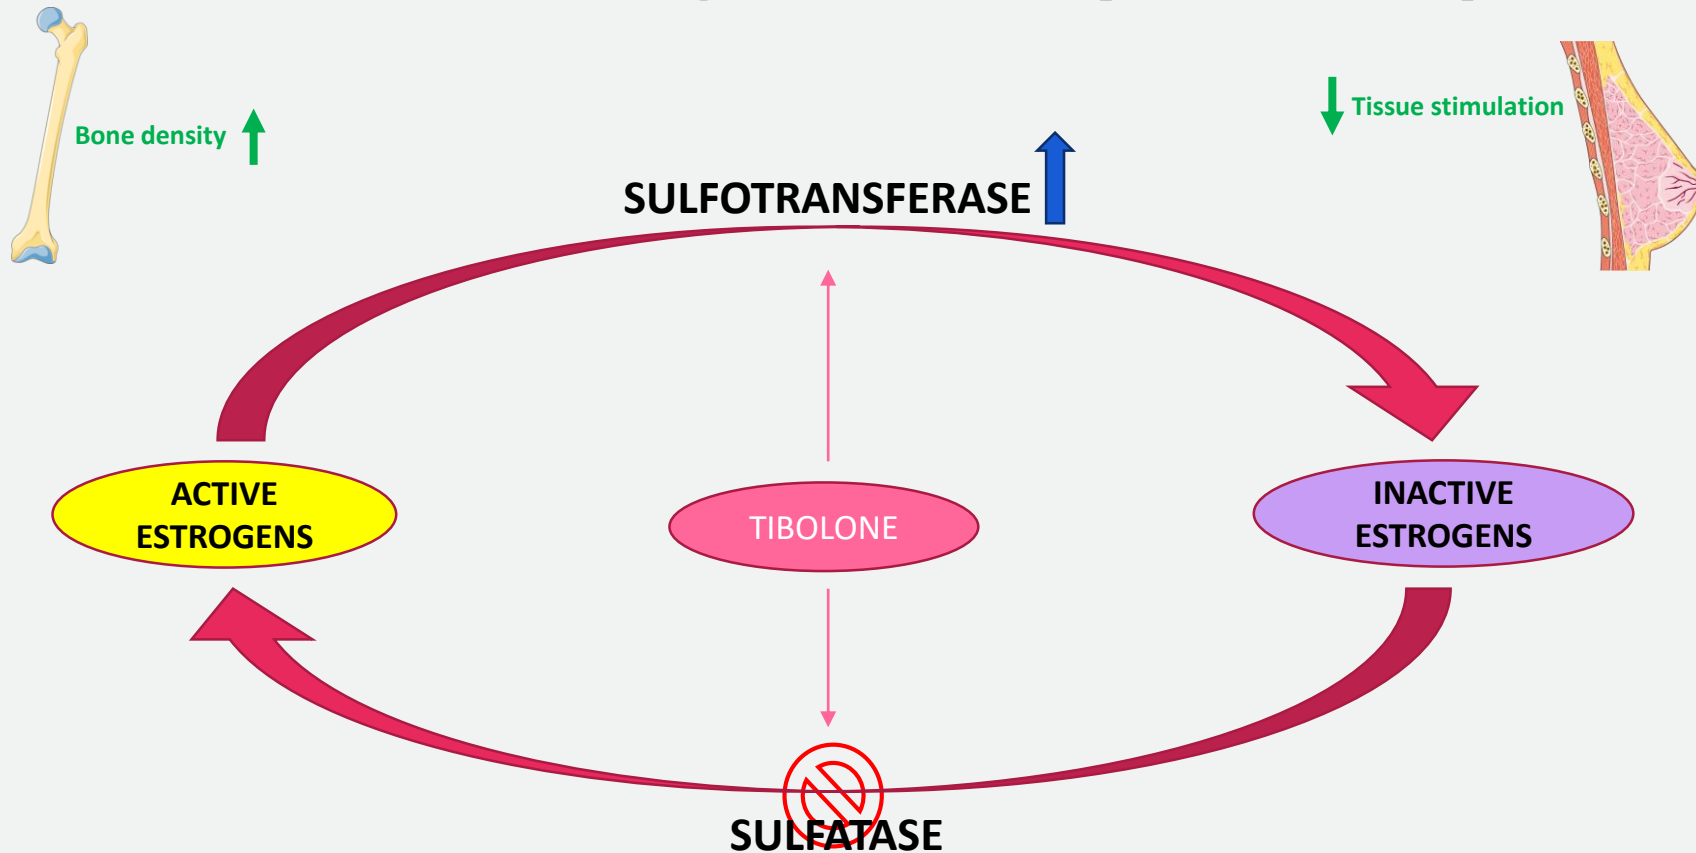 Bone density
Tissue stimulation
SULFOTRANSFERASE
ACTIVE
ESTROGENS
TIBOLONE
INACTIVE
ESTROGENS
SULFATASE